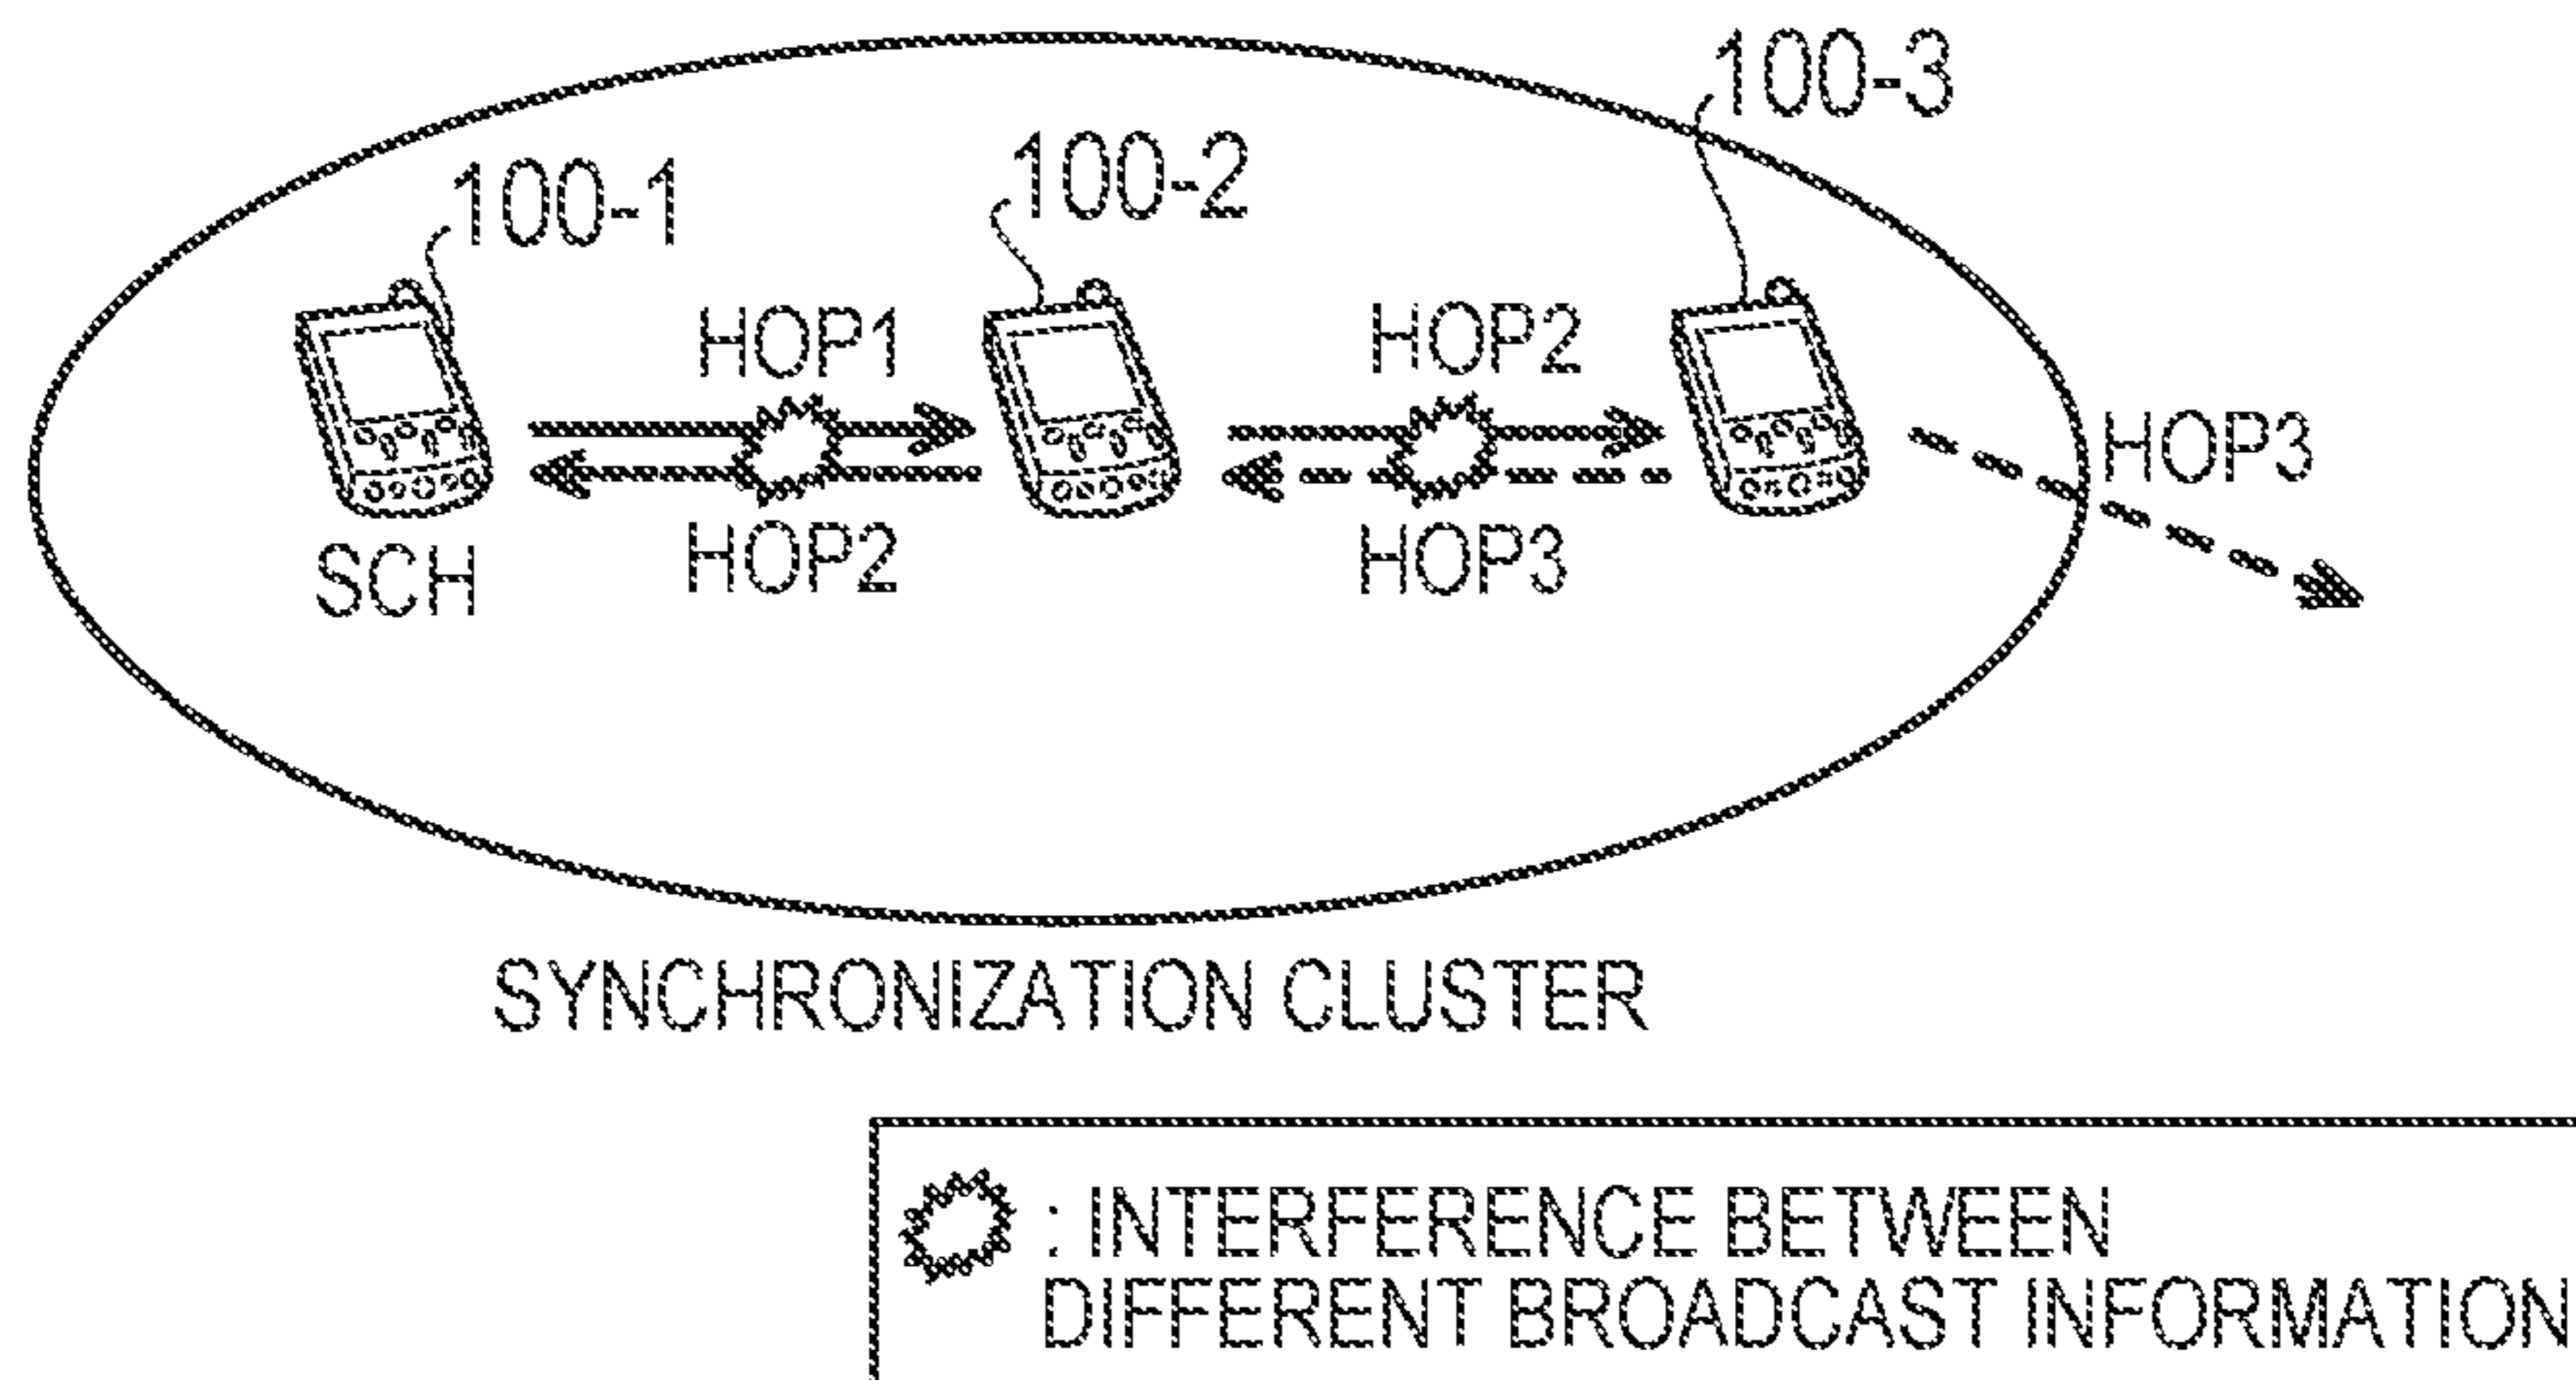 100-3
100-2
100-1
HOP1
HOP2
HOP3
HOP2
HOP3
SCH
SYNCHRONIZATION CLUSTER
: INTERFERENCE BETWEEN
DIFFERENT BROADCAST INFORMATION